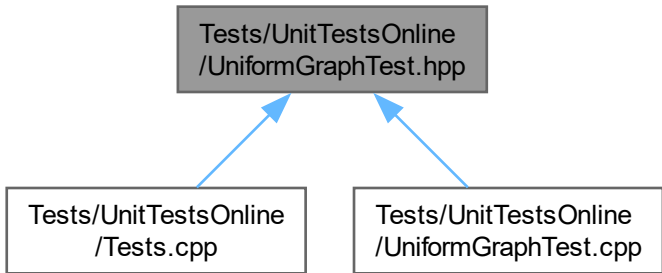 Tests/UnitTestsOnline
/UniformGraphTest.hpp
Tests/UnitTestsOnline
/Tests.cpp
Tests/UnitTestsOnline
/UniformGraphTest.cpp